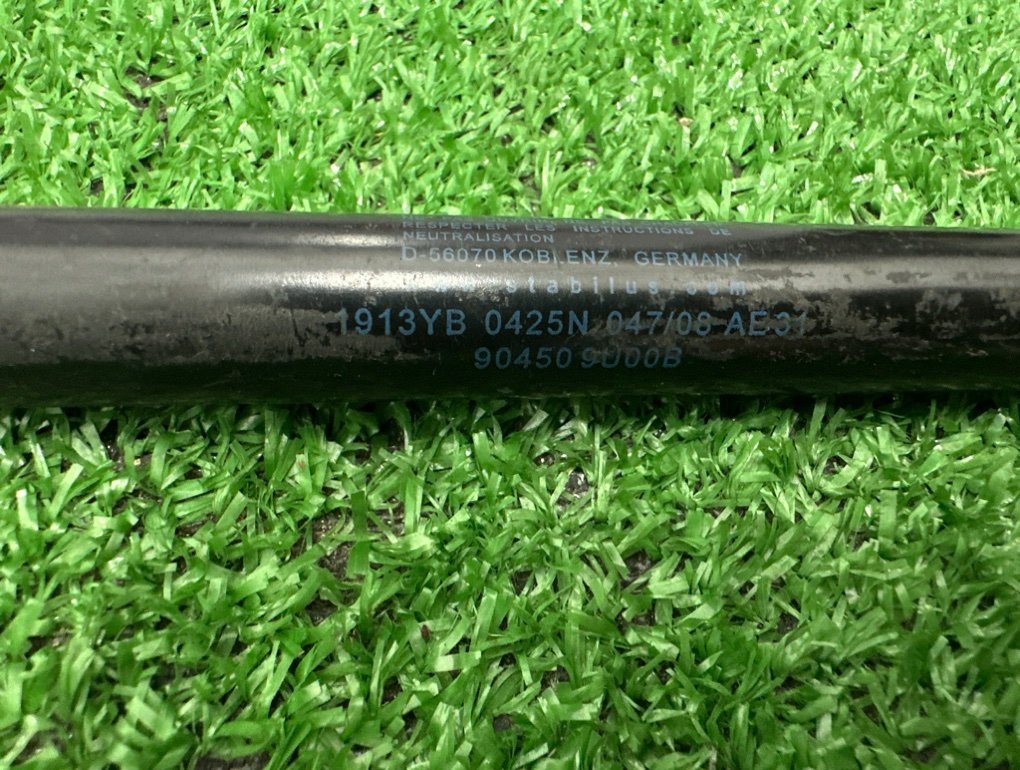 RESPECTER LES INSTRUCTIONS DE
NEUTRALISATION
D-56070 KOBLENZ, GERMANY
www.stabilus.com
1913YB 0425N 047/08 AE31
90450 9U00B